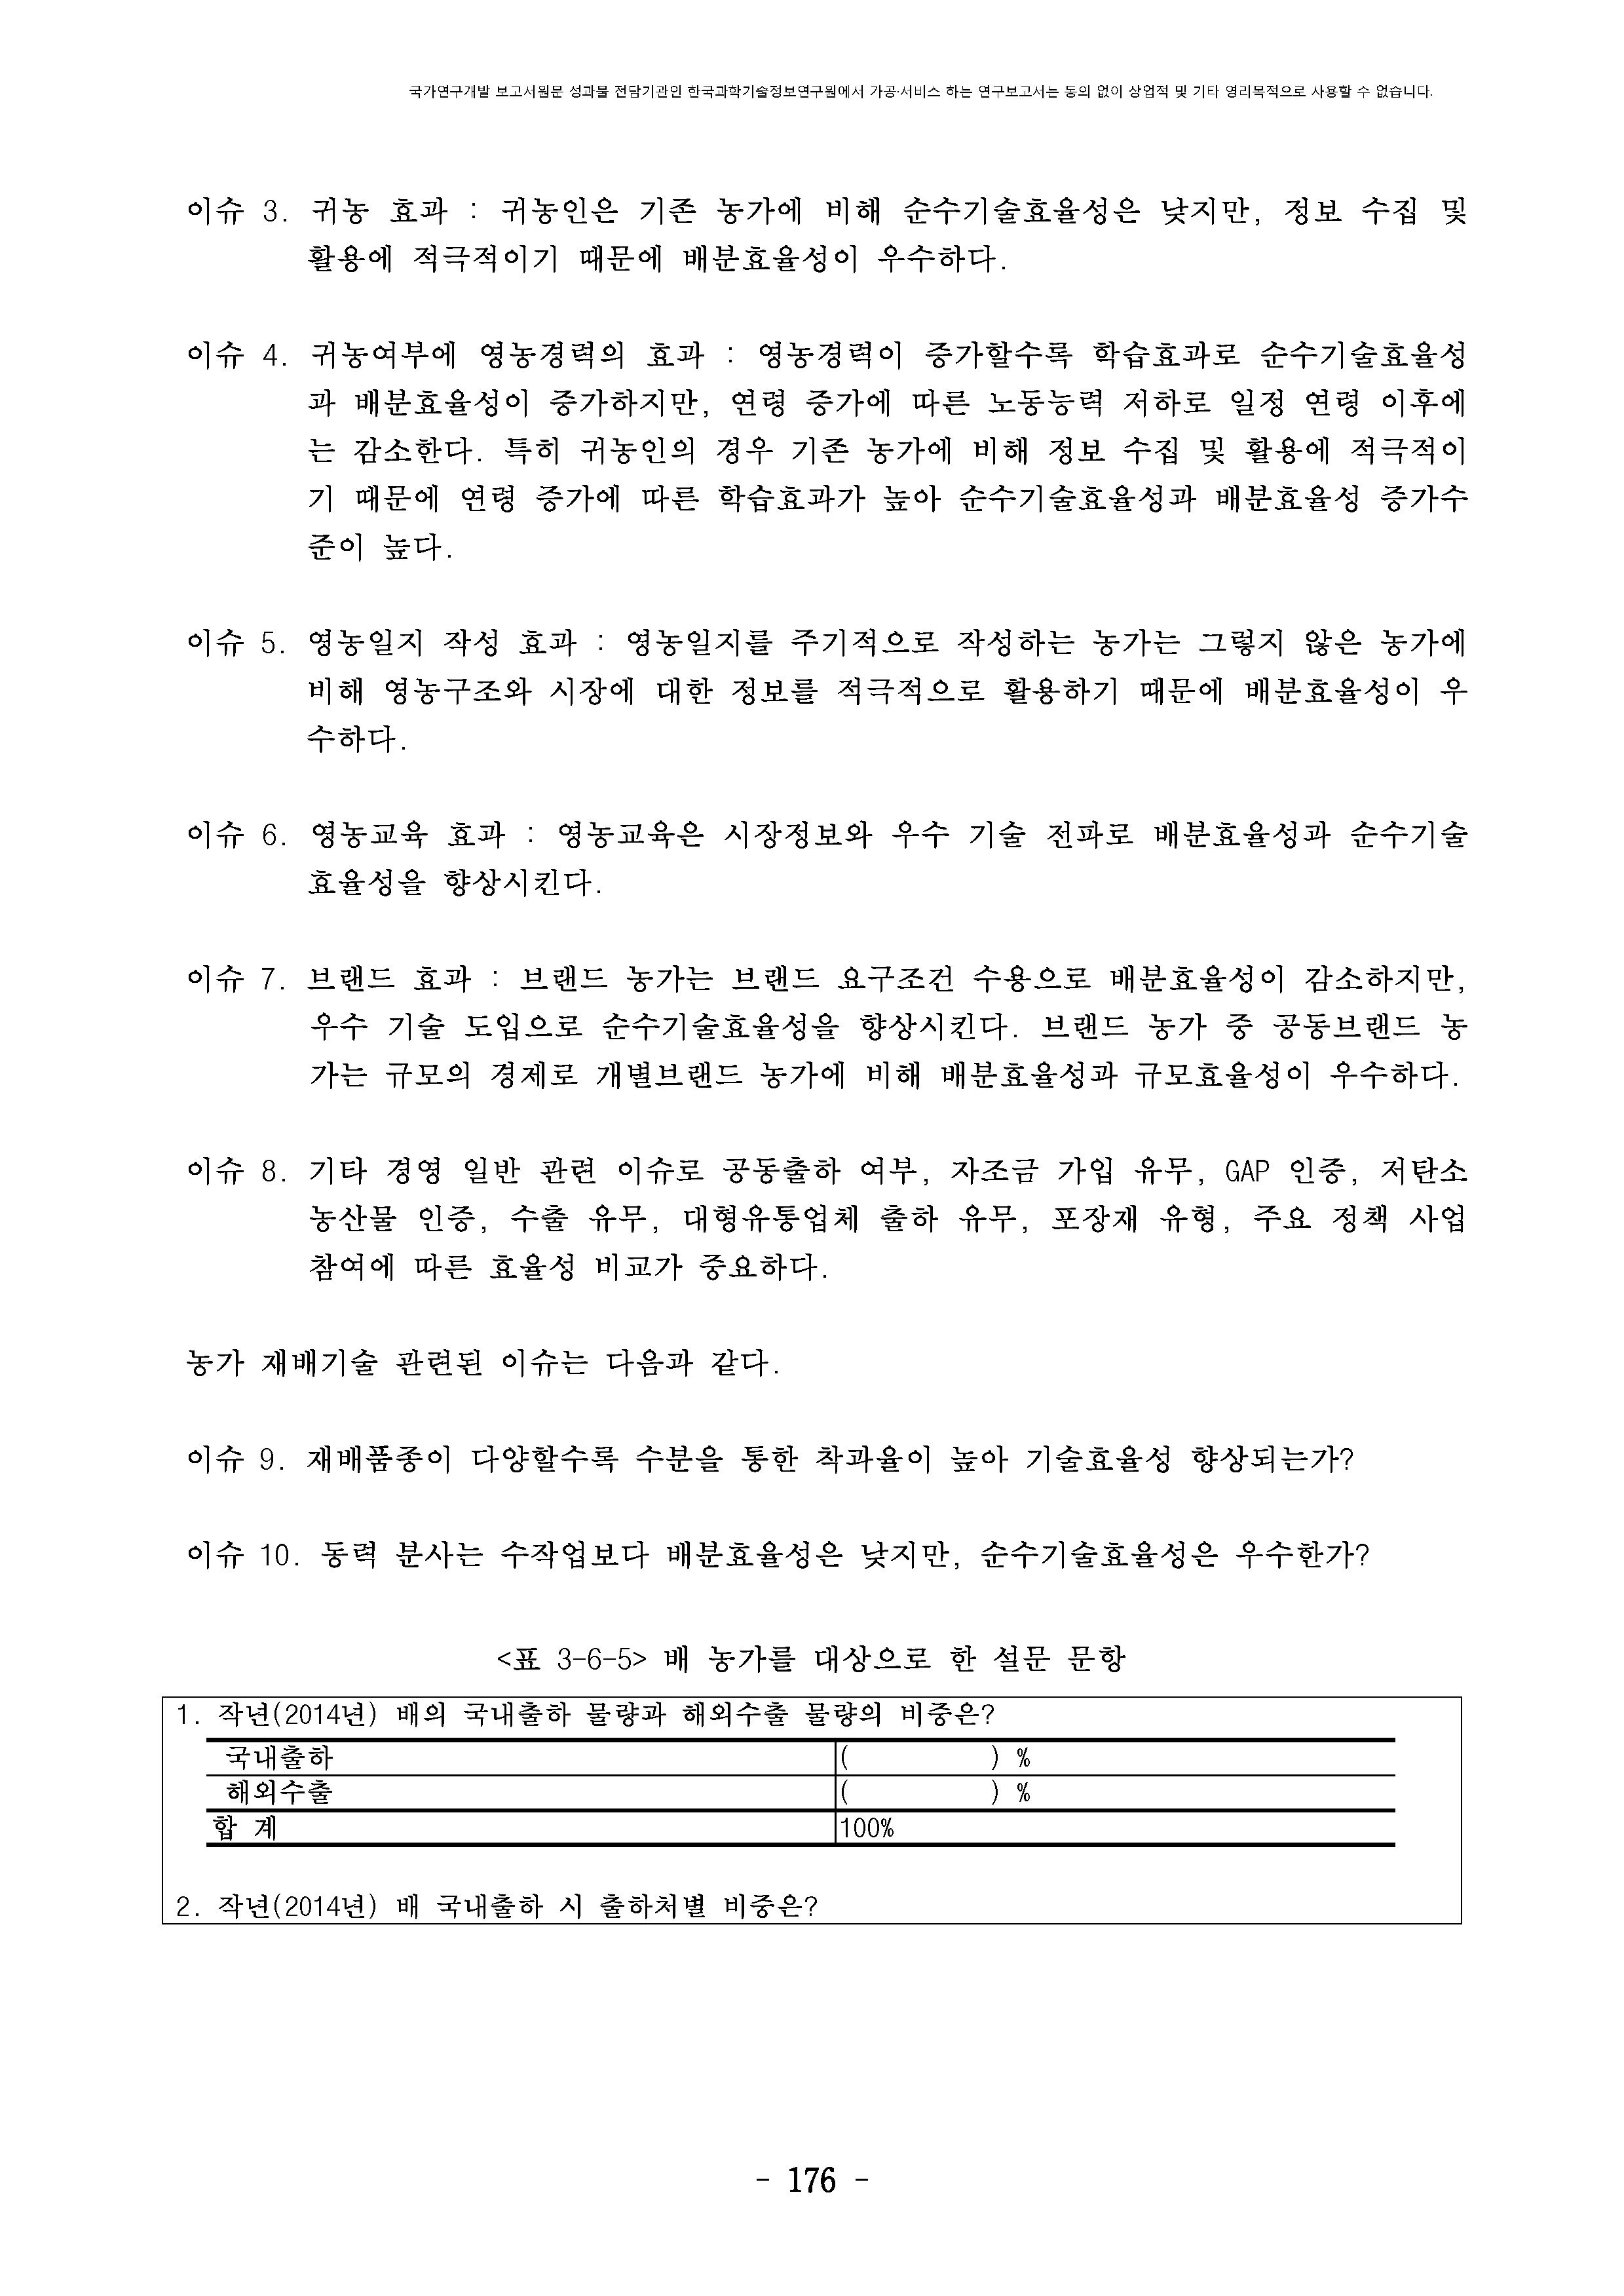 국가연구개발 보고서원문 성과물 전담기관인 한국과학기술정보연구원에서 가공·서비스 하는 연구보고서는 동의 없이 상업적 및 기타 영리목적으로 사용할 수 없습니다.
이슈 3. 귀농 효과 : 귀농인은 기존 농가에 비해 순수기술효율성은 낮지만, 정보 수집 및
활용에 적극적이기 때문에 배분효율성이 우수하다.
이슈 4. 귀농여부에 영농경력의 효과 : 영농경력이 증가할수록 학습효과로 순수기술효율성
과 배분효율성이 증가하지만, 연령 증가에 따른 노동능력 저하로 일정 연령 이후에
는 감소한다. 특히 귀농인의 경우 기존 농가에 비해 정보 수집 및 활용에 적극적이
기 때문에 연령 증가에 따른 학습효과가 높아 순수기술효율성과 배분효율성 증가수
준이 높다.
이슈 5. 영농일지 작성 효과 : 영농일지를 주기적으로 작성하는 농가는 그렇지 않은 농가에
비해 영농구조와 시장에 대한 정보를 적극적으로 활용하기 때문에 배분효율성이 우
수하다.
이슈 6. 영농교육 효과 : 영농교육은 시장정보와 우수 기술 전파로 배분효율성과 순수기술
효율성을 향상시킨다.
이슈 7. 브랜드 효과 : 브랜드 농가는 브랜드 요구조건 수용으로 배분효율성이 감소하지만,
우수 기술 도입으로 순수기술효율성을 향상시킨다. 브랜드 농가 중 공동브랜드 농
가는 규모의 경제로 개별브랜드 농가에 비해 배분효율성과 규모효율성이 우수하다.
이슈 8. 기타 경영 일반 관련 이슈로 공동출하 여부, 자조금 가입 유무, GAP 인증, 저탄소
농산물 인증, 수출 유무, 대형유통업체 출하 유무, 포장재 유형, 주요 정책 사업
참여에 따른 효율성 비교가 중요하다.
농가 재배기술 관련된 이슈는 다음과 같다.
이슈 9. 재배품종이 다양할수록 수분을 통한 착과율이 높아 기술효율성 향상되는가?
이슈 10. 동력 분사는 수작업보다 배분효율성은 낮지만, 순수기술효율성은 우수한가?
<표 3-6-5> 배 농가를 대상으로 한 설문 문항
1. 작년(2014년) 배의 국내출하 물량과 해외수출 물량의 비중은?
국내출하 ( ) %
해외수출 ( ) %
합 계 100%
2. 작년(2014년) 배 국내출하 시 출하처별 비중은?
- 176 -